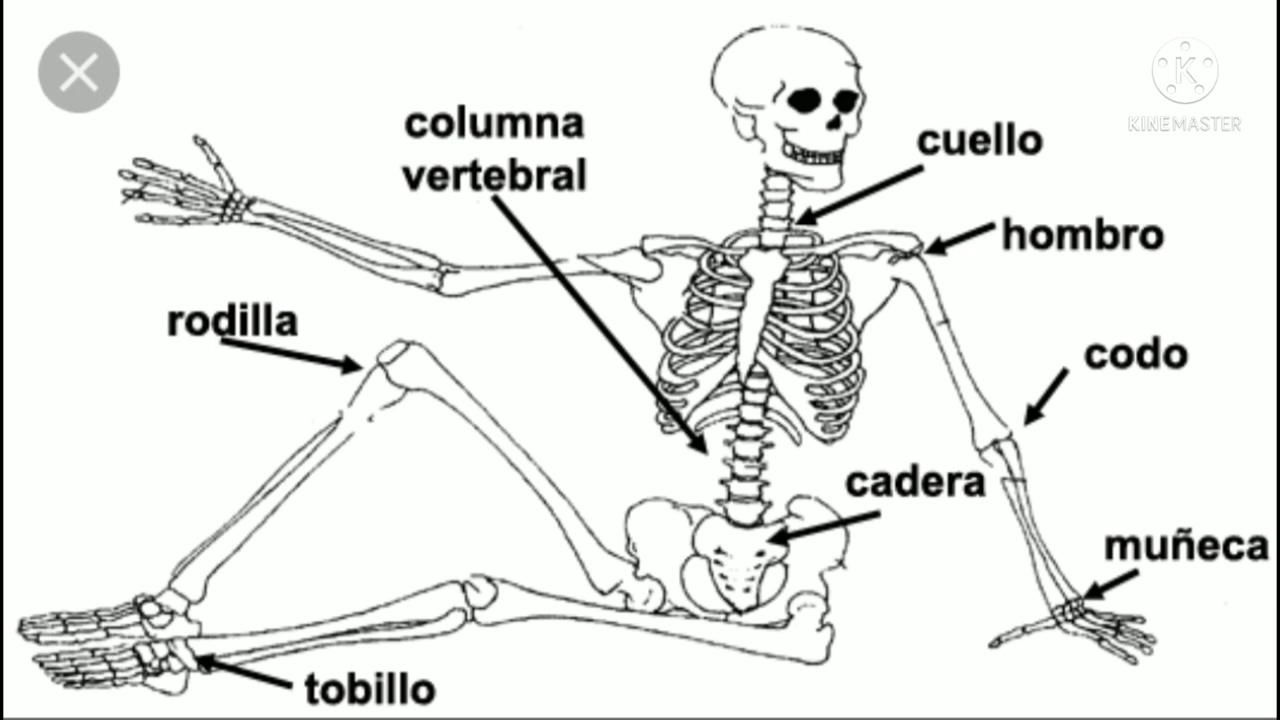 columna
vertebral
cuello
KINEMASTER
hombro
rodilla
codo
cadera
muñeca
tobillo